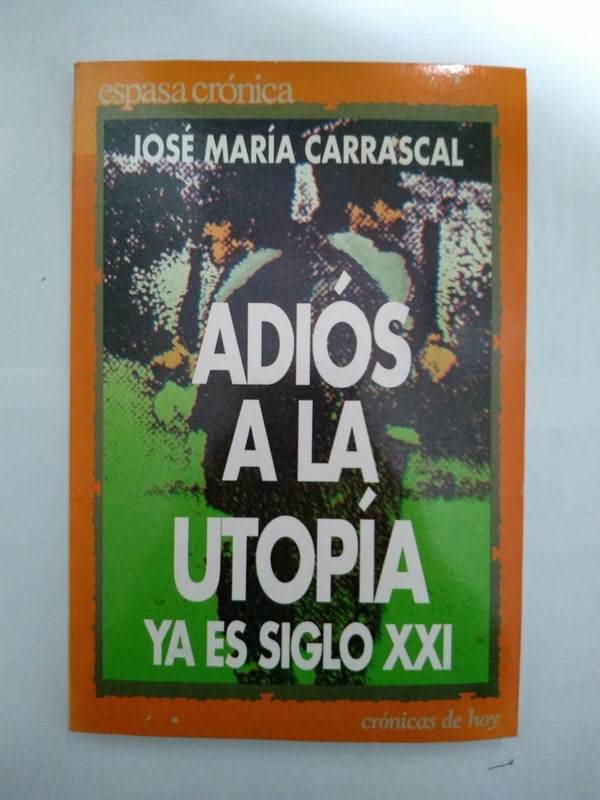 espasa crónica
JOSÉ MARÍA CARRASCAL
ADIÓS
A LA
UTOPÍA
YA ES SIGLO XXI
crónicas de hoy